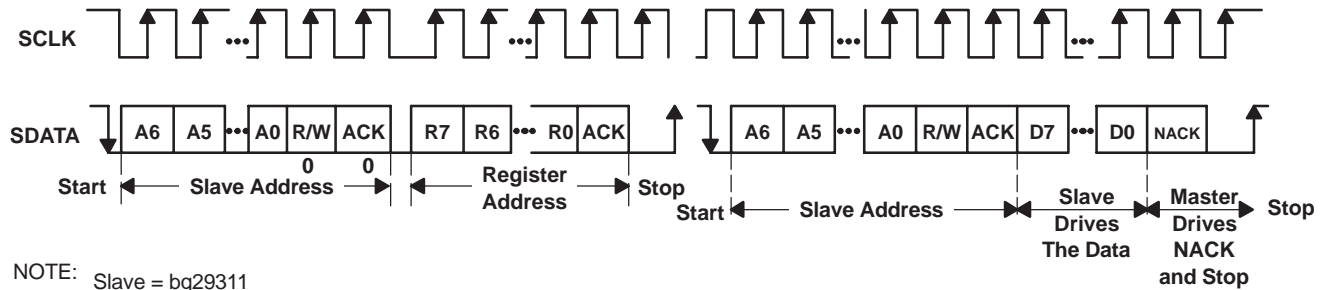 SCLK
SDATA A6 A5 ••• A0 R/W ACK R7 R6 ••• R0 ACK A6 A5 ••• A0 R/W ACK D7 ••• D0 NACK
0 0
Start Slave Address Register Address Stop Start Slave Address Slave Drives The Data Master Drives NACK and Stop Stop
NOTE: Slave = bq29311